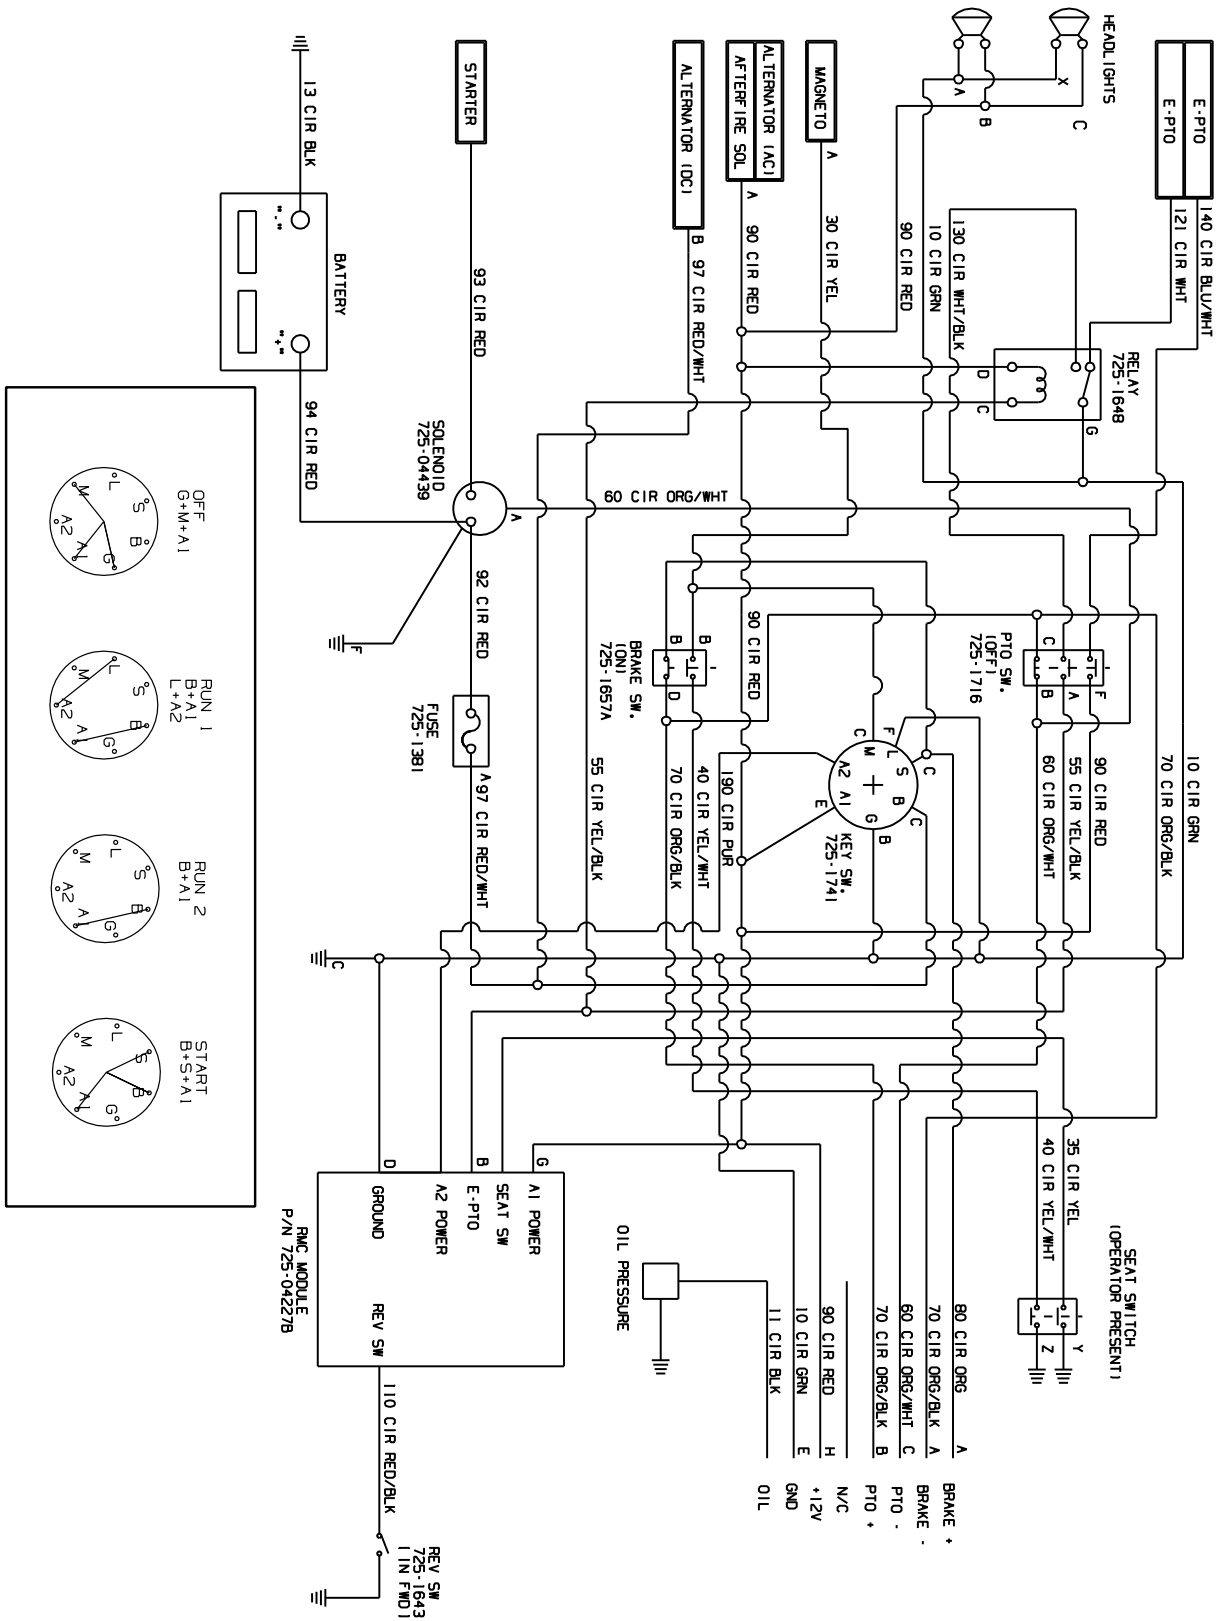 HEADLIGHTS
X
A
B
C
E-PTO
E-PTO
140 CIR BLU/WHT
121 CIR WHT
RELAY
725-1648
D
C
G
MAGNETO
A
30 CIR YEL
90 CIR RED
10 CIR GRN
130 CIR WHT/BLK
ALTERNATOR (AC)
AFTERFIRE SOL
A
90 CIR RED
ALTERNATOR (DC)
B
97 CIR RED/WHT
STARTER
93 CIR RED
13 CIR BLK
BATTERY
"-"
"+"
94 CIR RED
SOLENOID
725-04439
A
F
60 CIR ORG/WHT
92 CIR RED
FUSE
725-1381
A
97 CIR RED/WHT
55 CIR YEL/BLK
BRAKE SW.
(ON)
725-1657A
B
B
D
90 CIR RED
70 CIR ORG/BLK
40 CIR YEL/WHT
190 CIR PUR
KEY SW.
725-1741
M
L
S
B
G
A1
A2
C
F
C
C
B
E
PTO SW.
(OFF)
725-1716
C
B
A
F
60 CIR ORG/WHT
55 CIR YEL/BLK
90 CIR RED
70 CIR ORG/BLK
10 CIR GRN
C
OFF
G+M+A1
L
S
B
G
A1
A2
M
RUN 1
B+A1
L+A2
L
S
B
G
A1
A2
M
RUN 2
B+A1
L
S
B
G
A1
A2
M
START
B+S+A1
L
S
B
G
A1
A2
M
D
B
G
GROUND
A2 POWER
E-PTO
SEAT SW
A1 POWER
REV SW
RMC MODULE
P/N 725-04227B
110 CIR RED/BLK
REV SW
725-1643
(IN FWD)
OIL PRESSURE
35 CIR YEL
40 CIR YEL/WHT
SEAT SWITCH
(OPERATOR PRESENT)
Y
Z
80 CIR ORG A BRAKE +
70 CIR ORG/BLK A BRAKE -
60 CIR ORG/WHT C PTO -
70 CIR ORG/BLK B PTO +
N/C
90 CIR RED H +12V
10 CIR GRN E GND
11 CIR BLK OIL